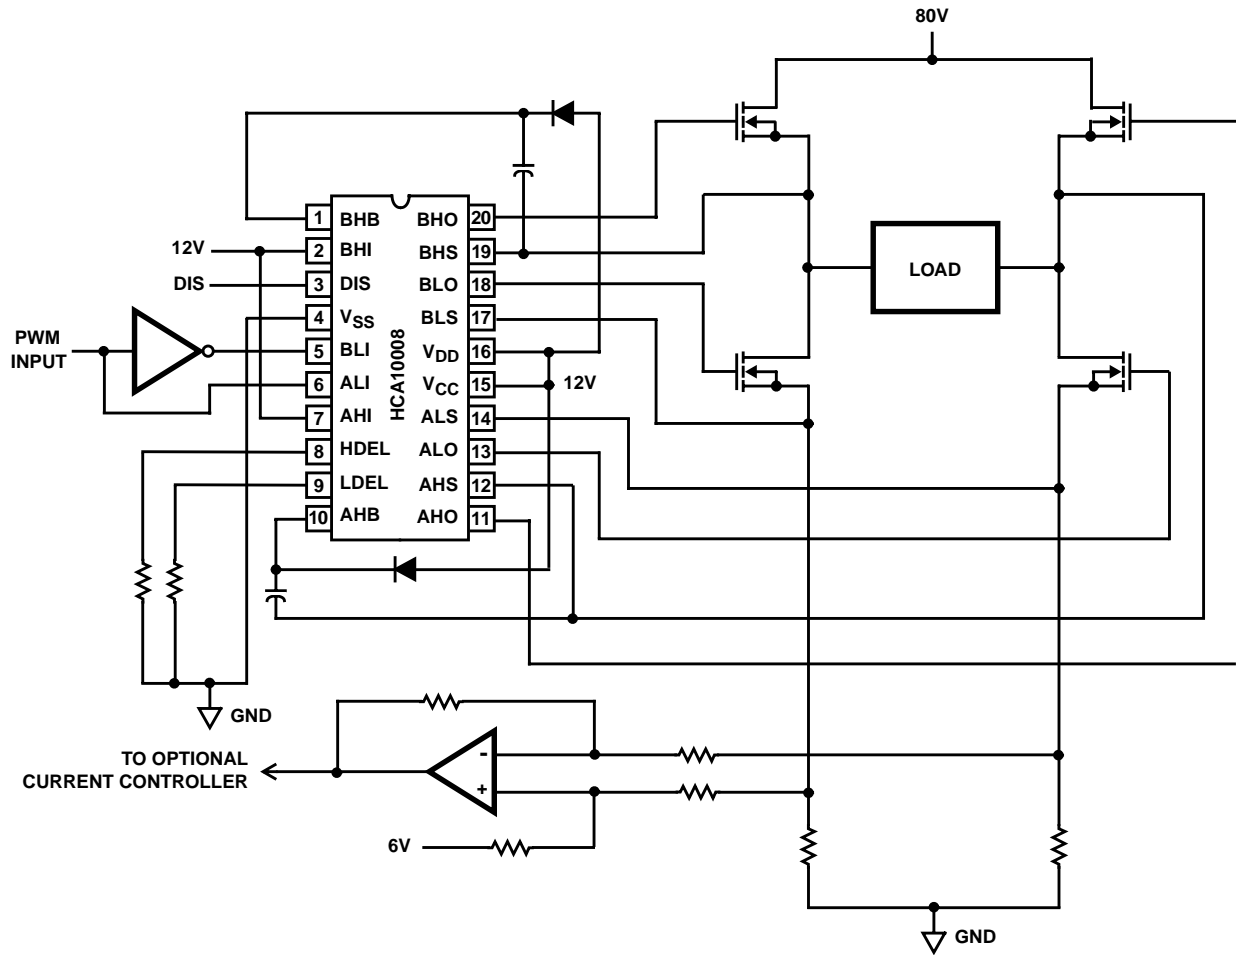 80V
1 BHB BHO 20
12V 2 BHI BHS 19
DIS 3 DIS BLO 18
LOAD
4 VSS BLS 17
PWM
INPUT
5 BLI VDD 16
6 ALI VCC 15 12V
7 AHI ALS 14
HCA10008
8 HDEL ALO 13
9 LDEL AHS 12
10 AHB AHO 11
GND
TO OPTIONAL
CURRENT CONTROLLER
-
+
6V
GND